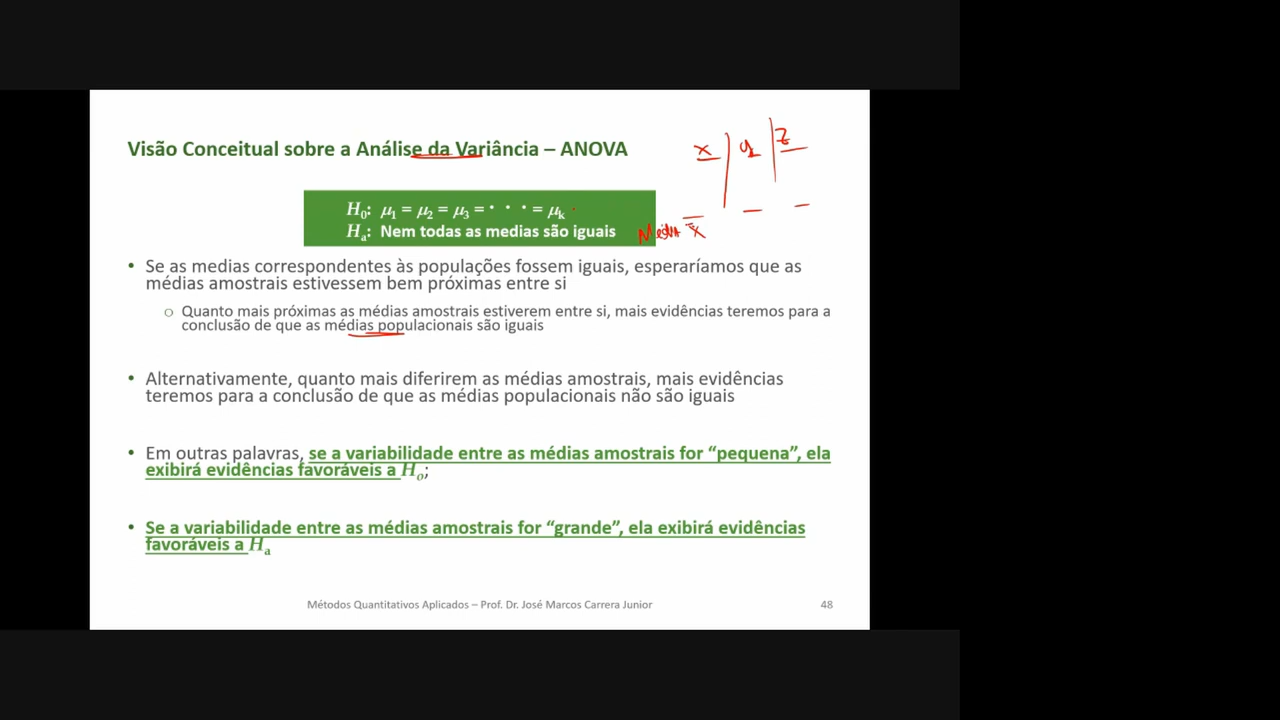 Visão Conceitual sobre a Análise da Variância – ANOVA
x | y | z
H₀: μ₁ = μ₂ = μ₃ = · · · = μₖ
Hₐ: Nem todas as medias são iguais
Média x̄
• Se as medias correspondentes às populações fossem iguais, esperaríamos que as
médias amostrais estivessem bem próximas entre si
o Quanto mais próximas as médias amostrais estiverem entre si, mais evidências teremos para a
conclusão de que as médias populacionais são iguais
• Alternativamente, quanto mais diferirem as médias amostrais, mais evidências
teremos para a conclusão de que as médias populacionais não são iguais
• Em outras palavras, se a variabilidade entre as médias amostrais for “pequena”, ela
exibirá evidências favoráveis a Hₒ;
• Se a variabilidade entre as médias amostrais for “grande”, ela exibirá evidências
favoráveis a Hₐ
Métodos Quantitativos Aplicados – Prof. Dr. José Marcos Carrera Junior
48